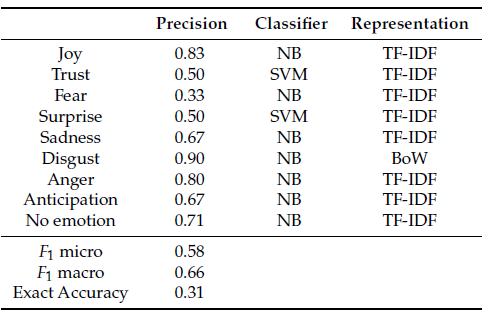 Precision Classifier Representation
Joy 0.83 NB TF-IDF
Trust 0.50 SVM TF-IDF
Fear 0.33 NB TF-IDF
Surprise 0.50 SVM TF-IDF
Sadness 0.67 NB TF-IDF
Disgust 0.90 NB BoW
Anger 0.80 NB TF-IDF
Anticipation 0.67 NB TF-IDF
No emotion 0.71 NB TF-IDF
F1 micro 0.58
F1 macro 0.66
Exact Accuracy 0.31